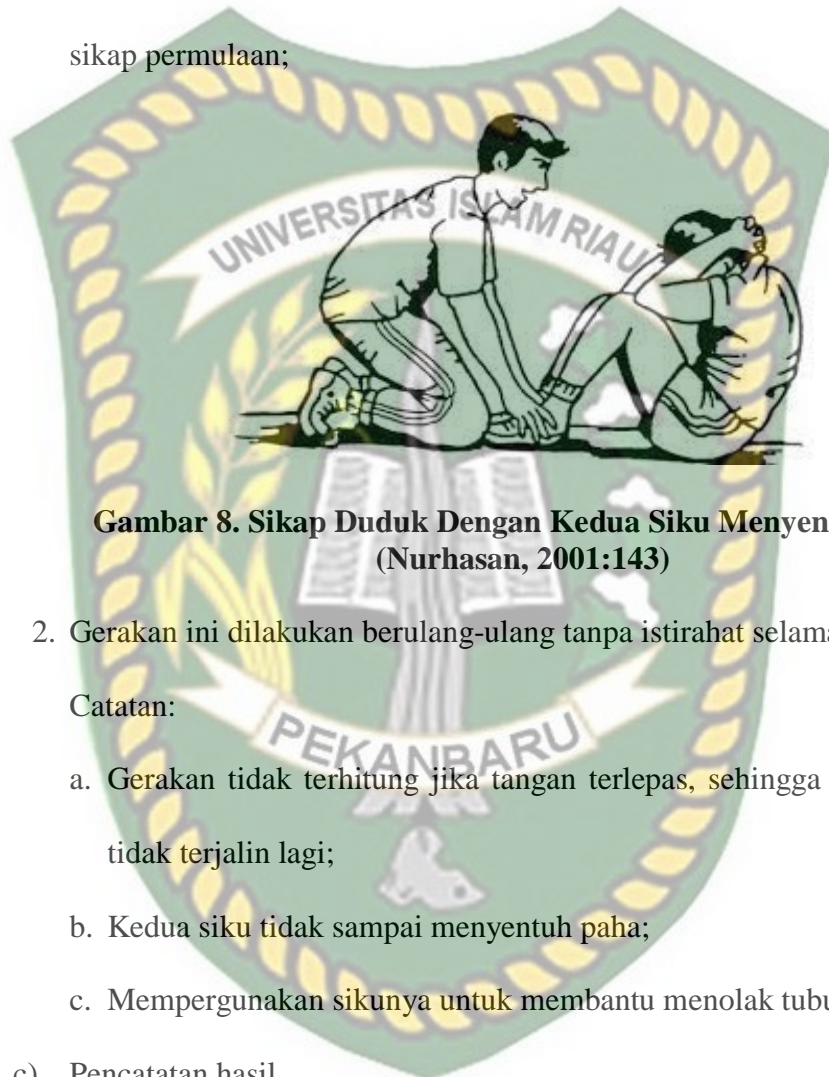 sikap permulaan;
UNIVERSITAS ISLAM RIAU
Gambar 8. Sikap Duduk Dengan Kedua Siku Menyen
(Nurhasan, 2001:143)
2. Gerakan ini dilakukan berulang-ulang tanpa istirahat selama
Catatan:
PEKANBARU
a. Gerakan tidak terhitung jika tangan terlepas, sehingga
tidak terjalin lagi;
b. Kedua siku tidak sampai menyentuh paha;
c. Mempergunakan sikunya untuk membantu menolak tubu
c) Pencatatan hasil